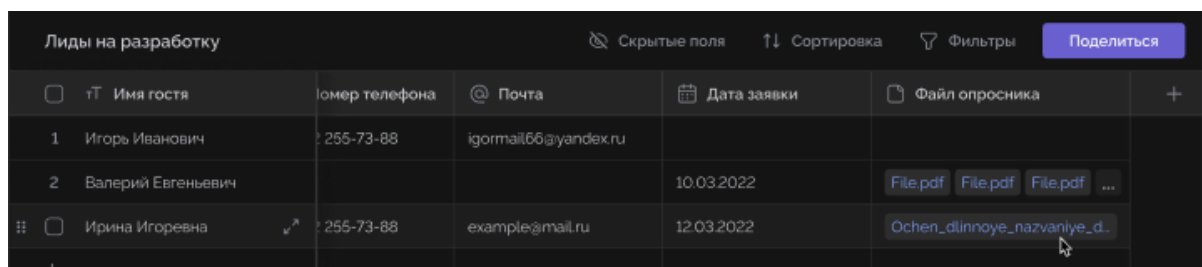 Лиды на разработку Скрытые поля Сортировка Фильтры Поделиться
тТ Имя гостя омер телефона Почта Дата заявки Файл опросника +
1 Игорь Иванович 255-73-88 igormail66@yandex.ru
2 Валерий Евгеньевич 10.03.2022 File.pdf File.pdf File.pdf ...
Ирина Игоревна 255-73-88 example@mail.ru 12.03.2022 Ochen_dlinnoye_nazvaniye_d...